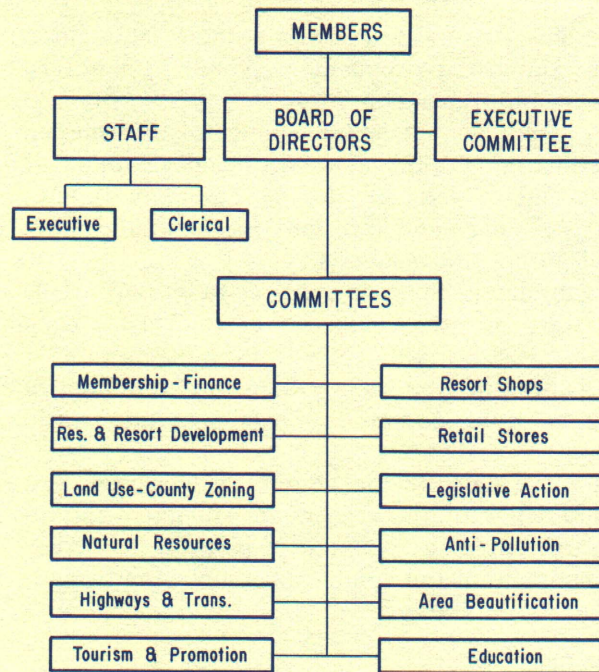 MEMBERS
STAFF
BOARD OF
DIRECTORS
EXECUTIVE
COMMITTEE
Executive
Clerical
COMMITTEES
Membership - Finance
Resort Shops
Res. & Resort Development
Retail Stores
Land Use - County Zoning
Legislative Action
Natural Resources
Anti - Pollution
Highways & Trans.
Area Beautification
Tourism & Promotion
Education